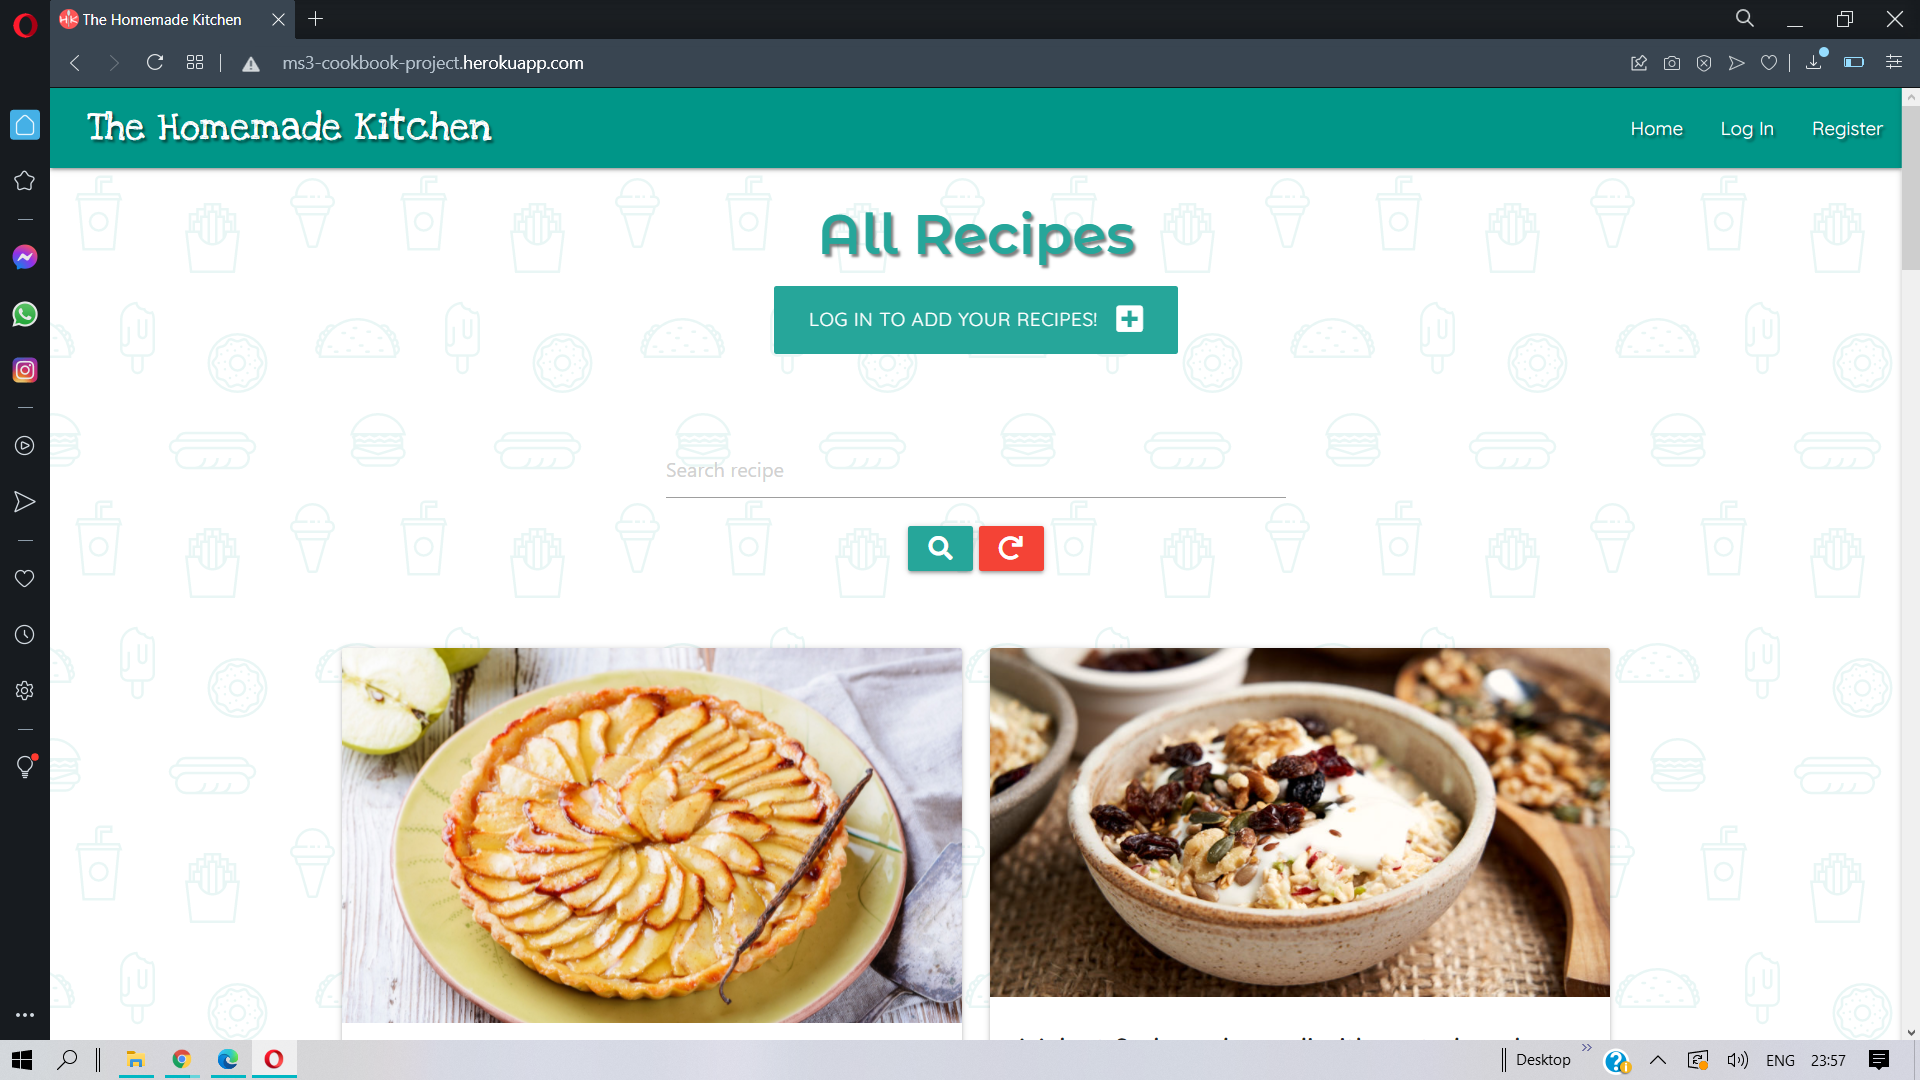 The Homemade Kitchen
ms3-cookbook-project.herokuapp.com
The Homemade Kitchen
Home Log In Register
All Recipes
LOG IN TO ADD YOUR RECIPES!
Search recipe
Desktop ENG 23:57